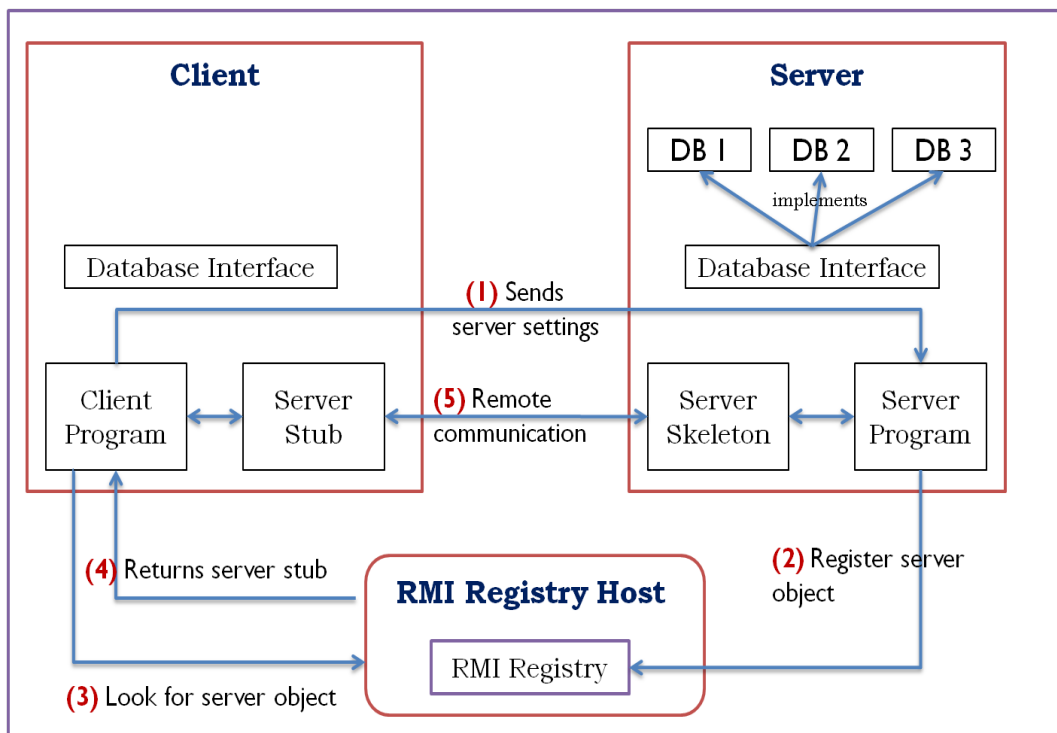 Client
Server
DB 1
DB 2
DB 3
implements
Database Interface
Database Interface
(1) Sends
server settings
Client
Program
Server
Stub
(5) Remote
communication
Server
Skeleton
Server
Program
(4) Returns server stub
(2) Register server
object
RMI Registry Host
RMI Registry
(3) Look for server object